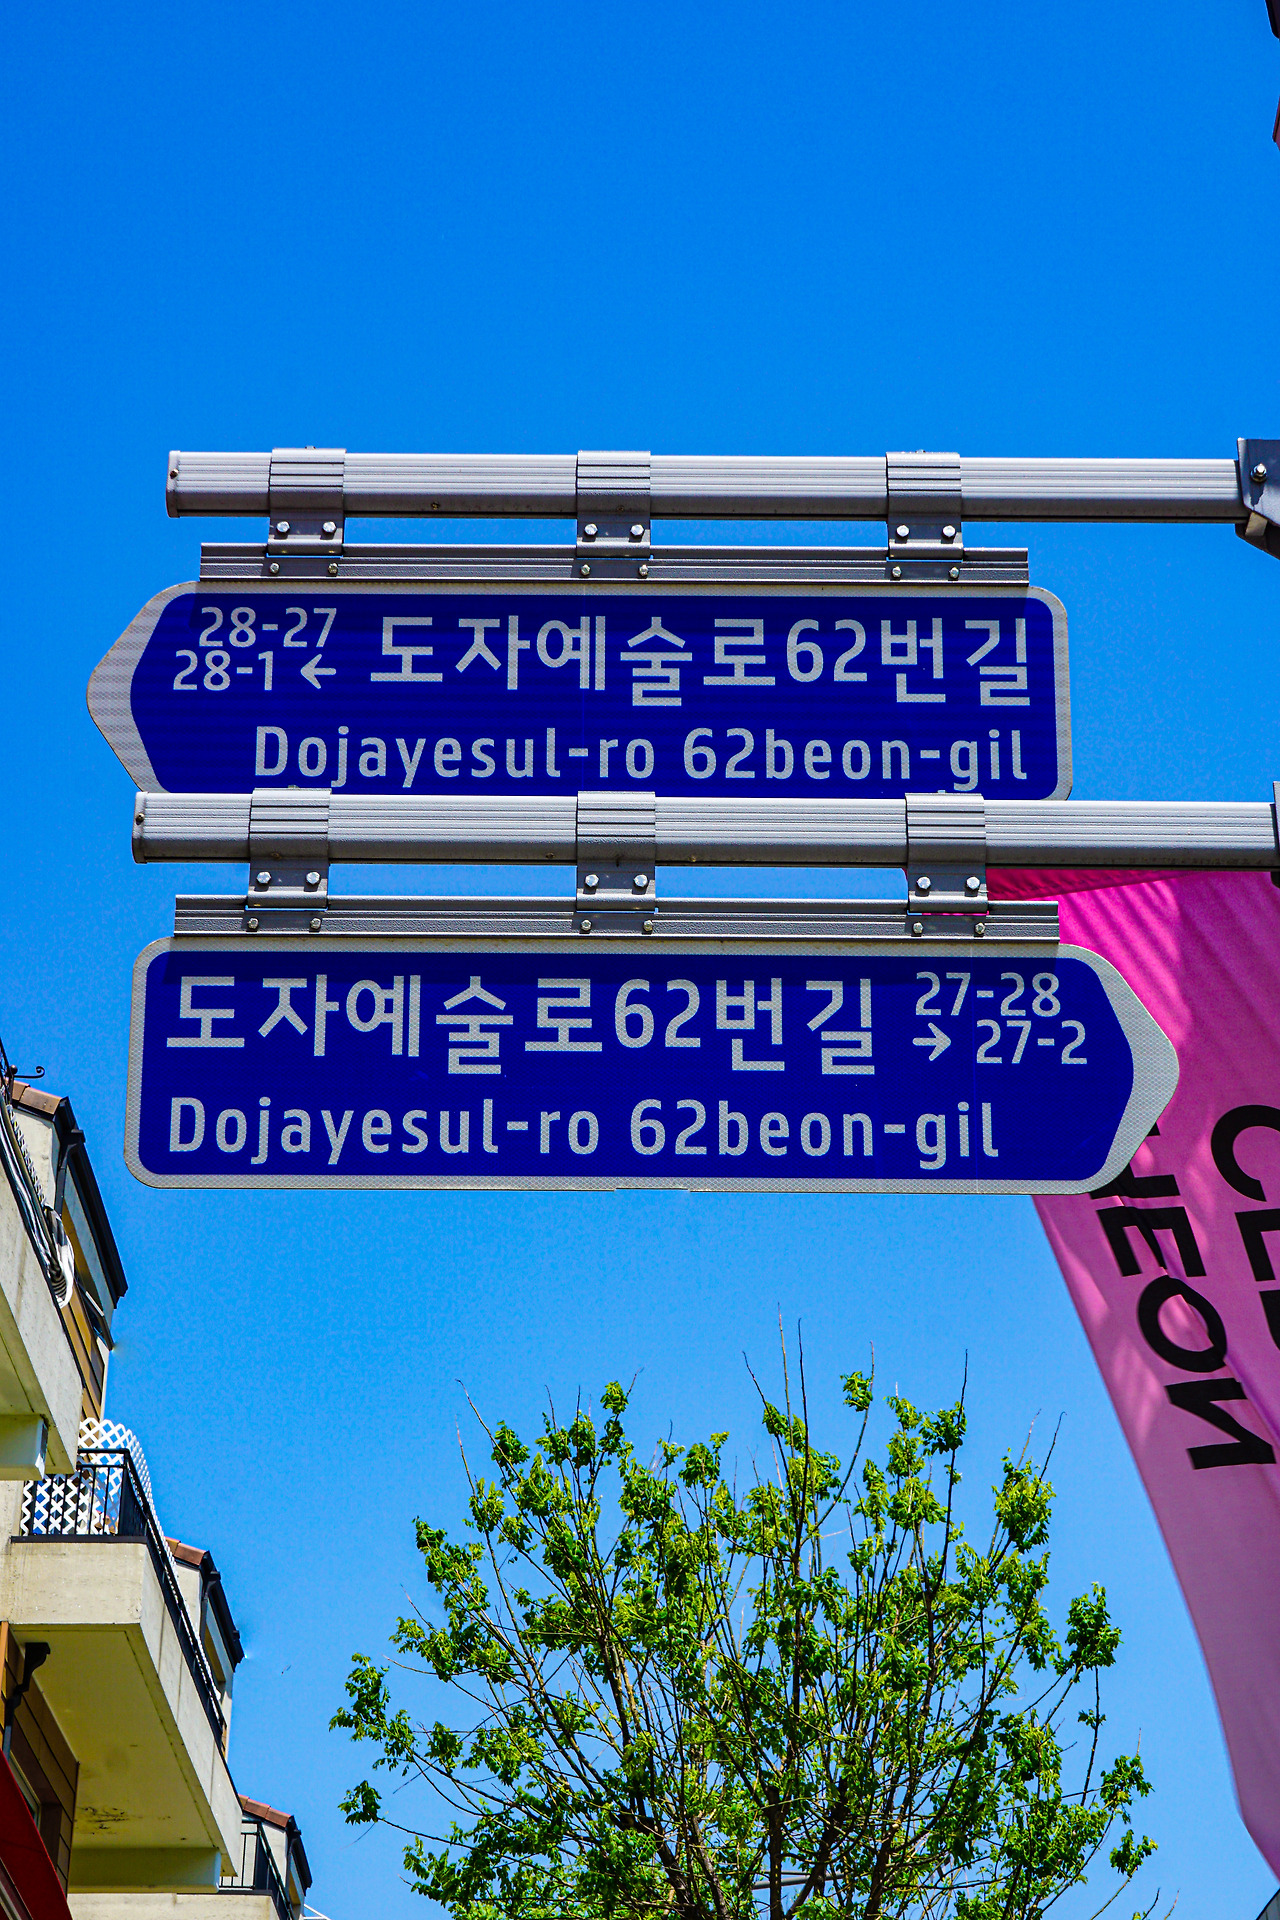 28-27
28-1 ← 도자예술로62번길
Dojayesul-ro 62beon-gil
도자예술로62번길 27-28
→ 27-2
Dojayesul-ro 62beon-gil